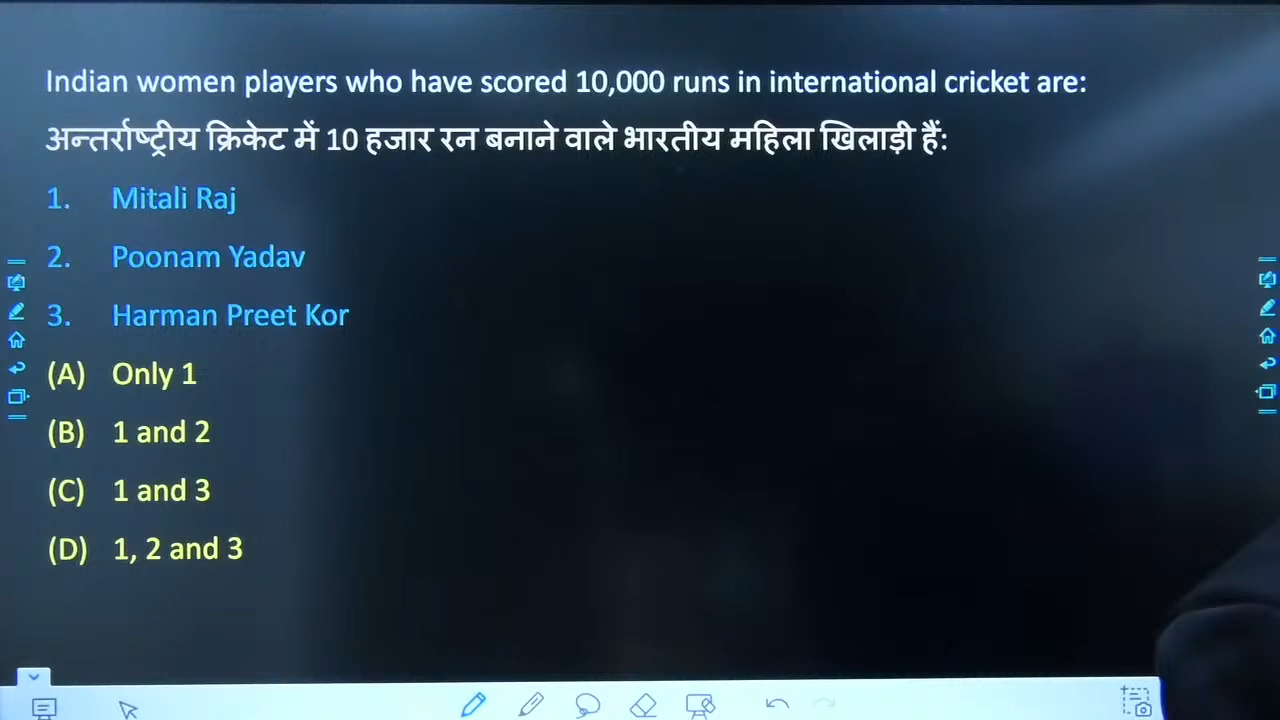 Indian women players who have scored 10,000 runs in international cricket are:
अन्तर्राष्ट्रीय क्रिकेट में 10 हजार रन बनाने वाले भारतीय महिला खिलाड़ी हैं:
1. Mitali Raj
2. Poonam Yadav
3. Harman Preet Kor
(A) Only 1
(B) 1 and 2
(C) 1 and 3
(D) 1, 2 and 3